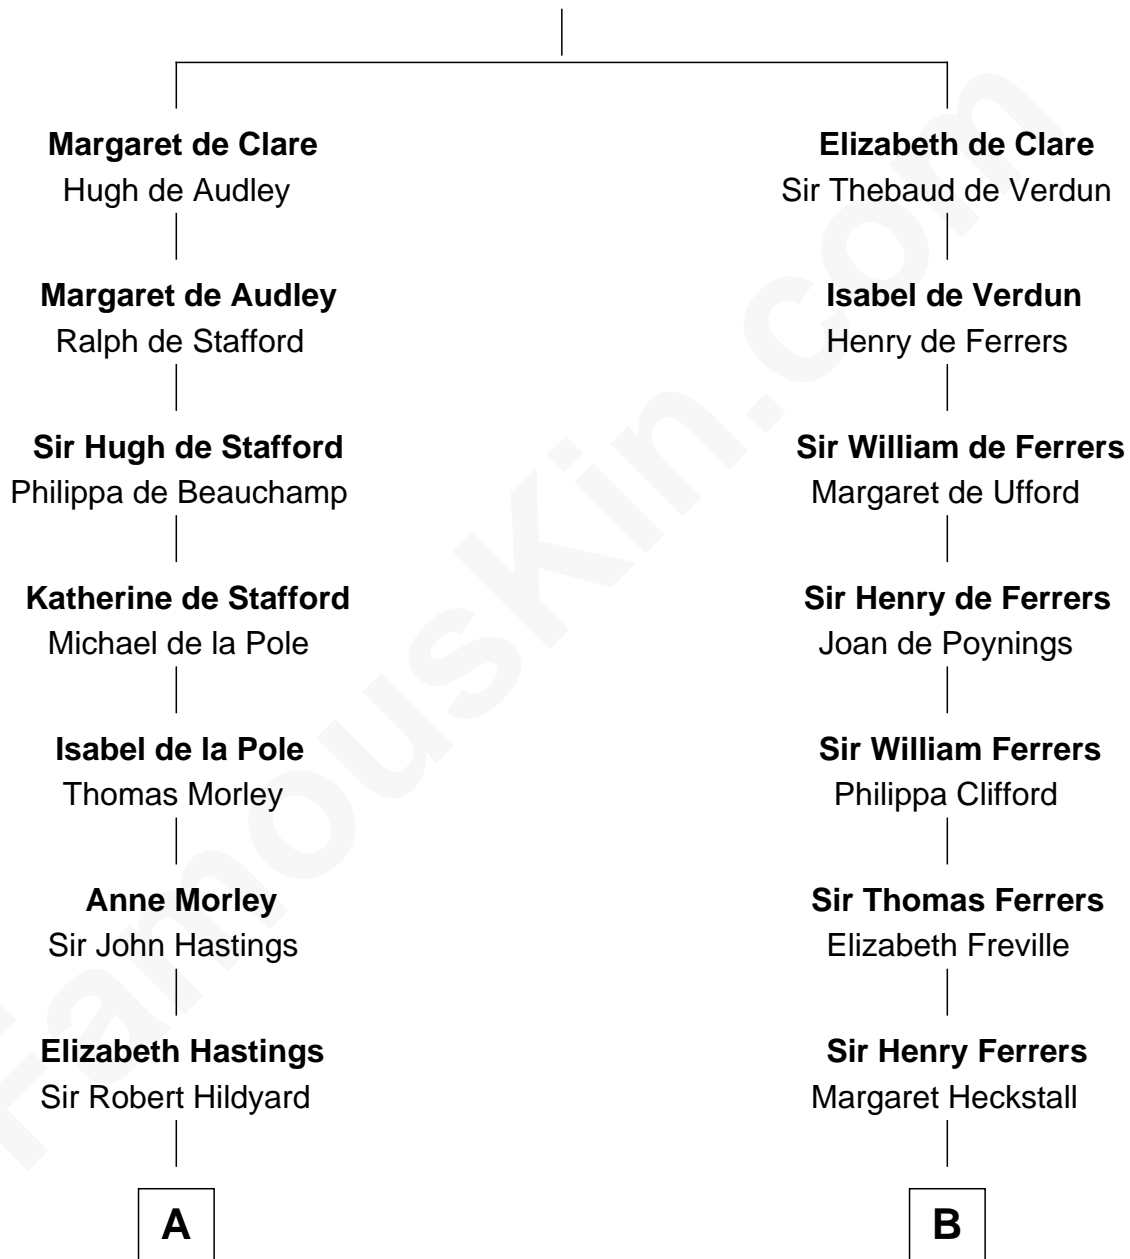 Margaret de Clare
Hugh de Audley
Margaret de Audley
Ralph de Stafford
Sir Hugh de Stafford
Philippa de Beauchamp
Katherine de Stafford
Michael de la Pole
Isabel de la Pole
Thomas Morley
Anne Morley
Sir John Hastings
Elizabeth Hastings
Sir Robert Hildyard
A
Elizabeth de Clare
Sir Thebaud de Verdun
Isabel de Verdun
Henry de Ferrers
Sir William de Ferrers
Margaret de Ufford
Sir Henry de Ferrers
Joan de Poynings
Sir William Ferrers
Philippa Clifford
Sir Thomas Ferrers
Elizabeth Freville
Sir Henry Ferrers
Margaret Heckstall
B
FamousKin.com